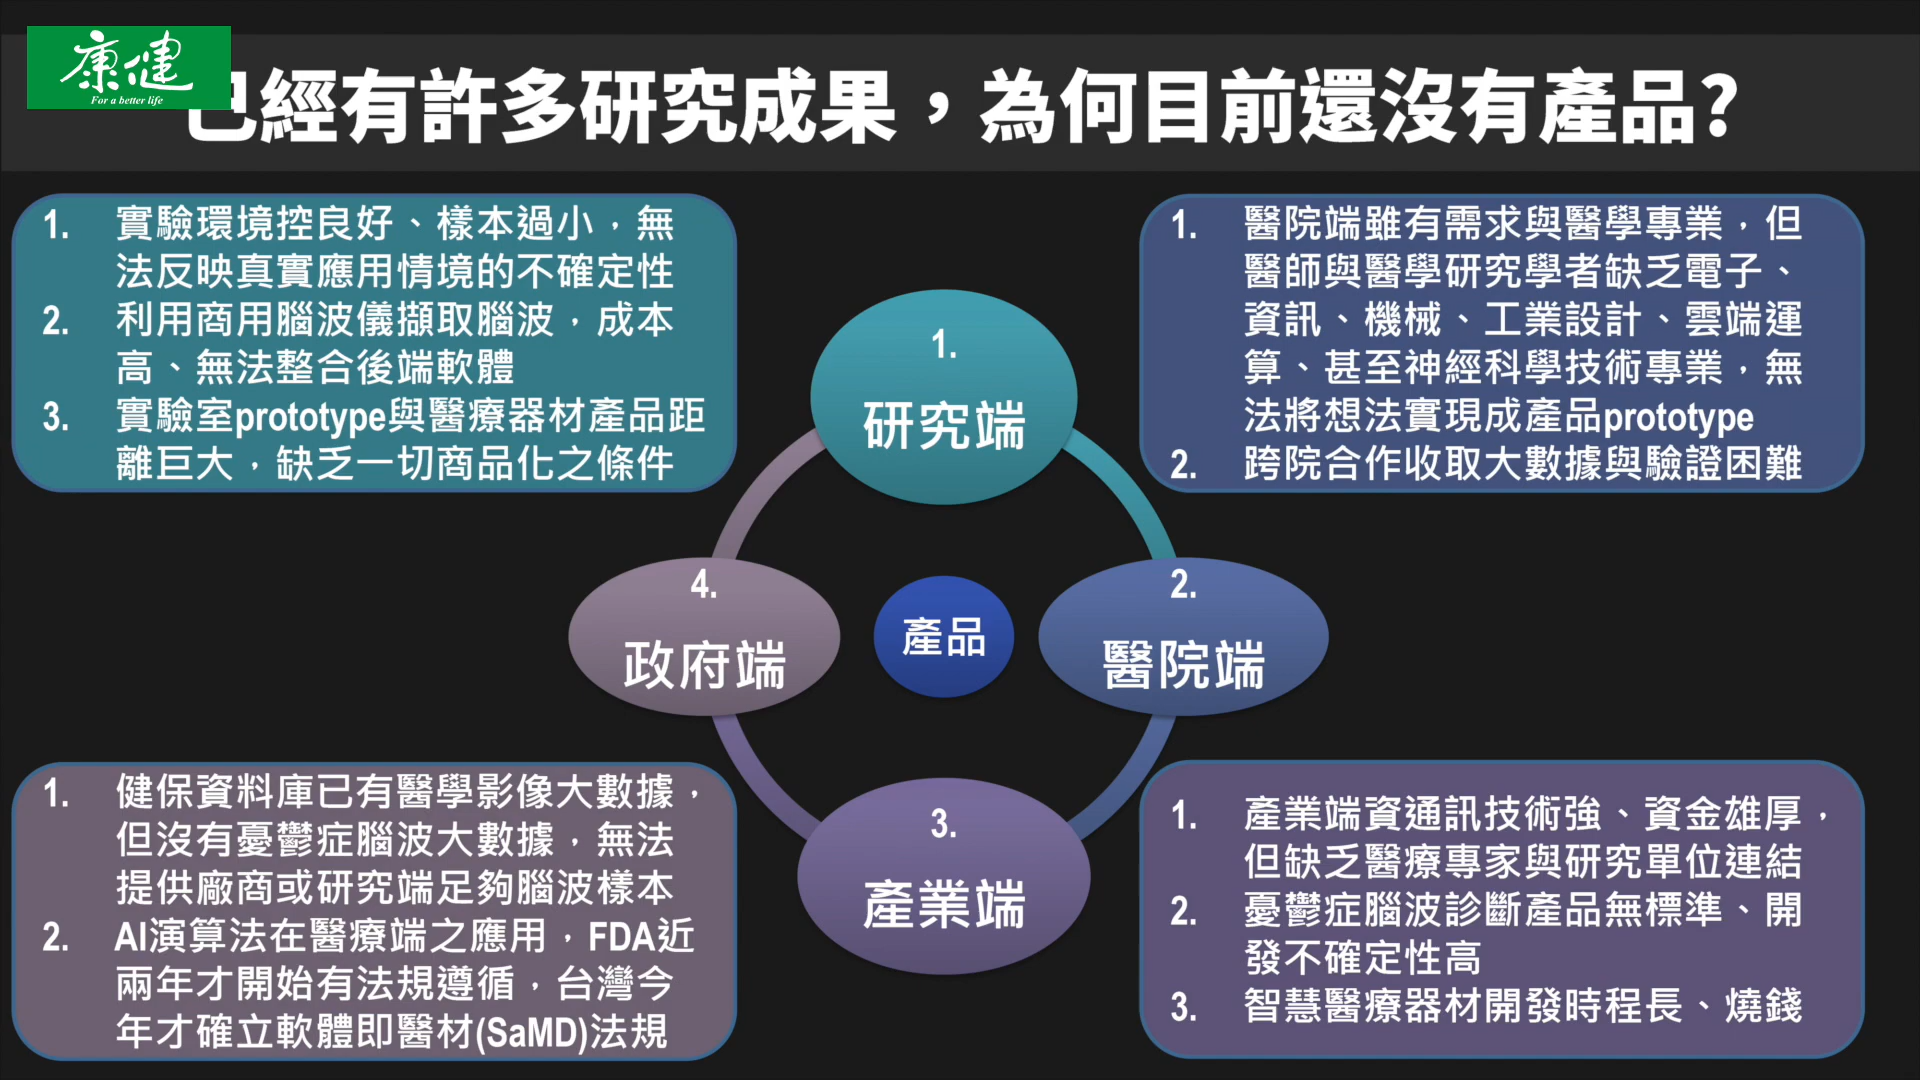 康健
For a better life
已經有許多研究成果，為何目前還沒有產品?
1. 實驗環境控良好、樣本過小，無
法反映真實應用情境的不確定性
2. 利用商用腦波儀擷取腦波，成本
高、無法整合後端軟體
3. 實驗室prototype與醫療器材產品距
離巨大，缺乏一切商品化之條件
1. 醫院端雖有需求與醫學專業，但
醫師與醫學研究學者缺乏電子、
資訊、機械、工業設計、雲端運
算、甚至神經科學技術專業，無
法將想法實現成產品prototype
2. 跨院合作收取大數據與驗證困難
1.
研究端
4.
政府端
產品
2.
醫院端
3.
產業端
1. 健保資料庫已有醫學影像大數據，
但沒有憂鬱症腦波大數據，無法
提供廠商或研究端足夠腦波樣本
2. AI演算法在醫療端之應用，FDA近
兩年才開始有法規遵循，台灣今
年才確立軟體即醫材(SaMD)法規
1. 產業端資通訊技術強、資金雄厚，
但缺乏醫療專家與研究單位連結
2. 憂鬱症腦波診斷產品無標準、開
發不確定性高
3. 智慧醫療器材開發時程長、燒錢